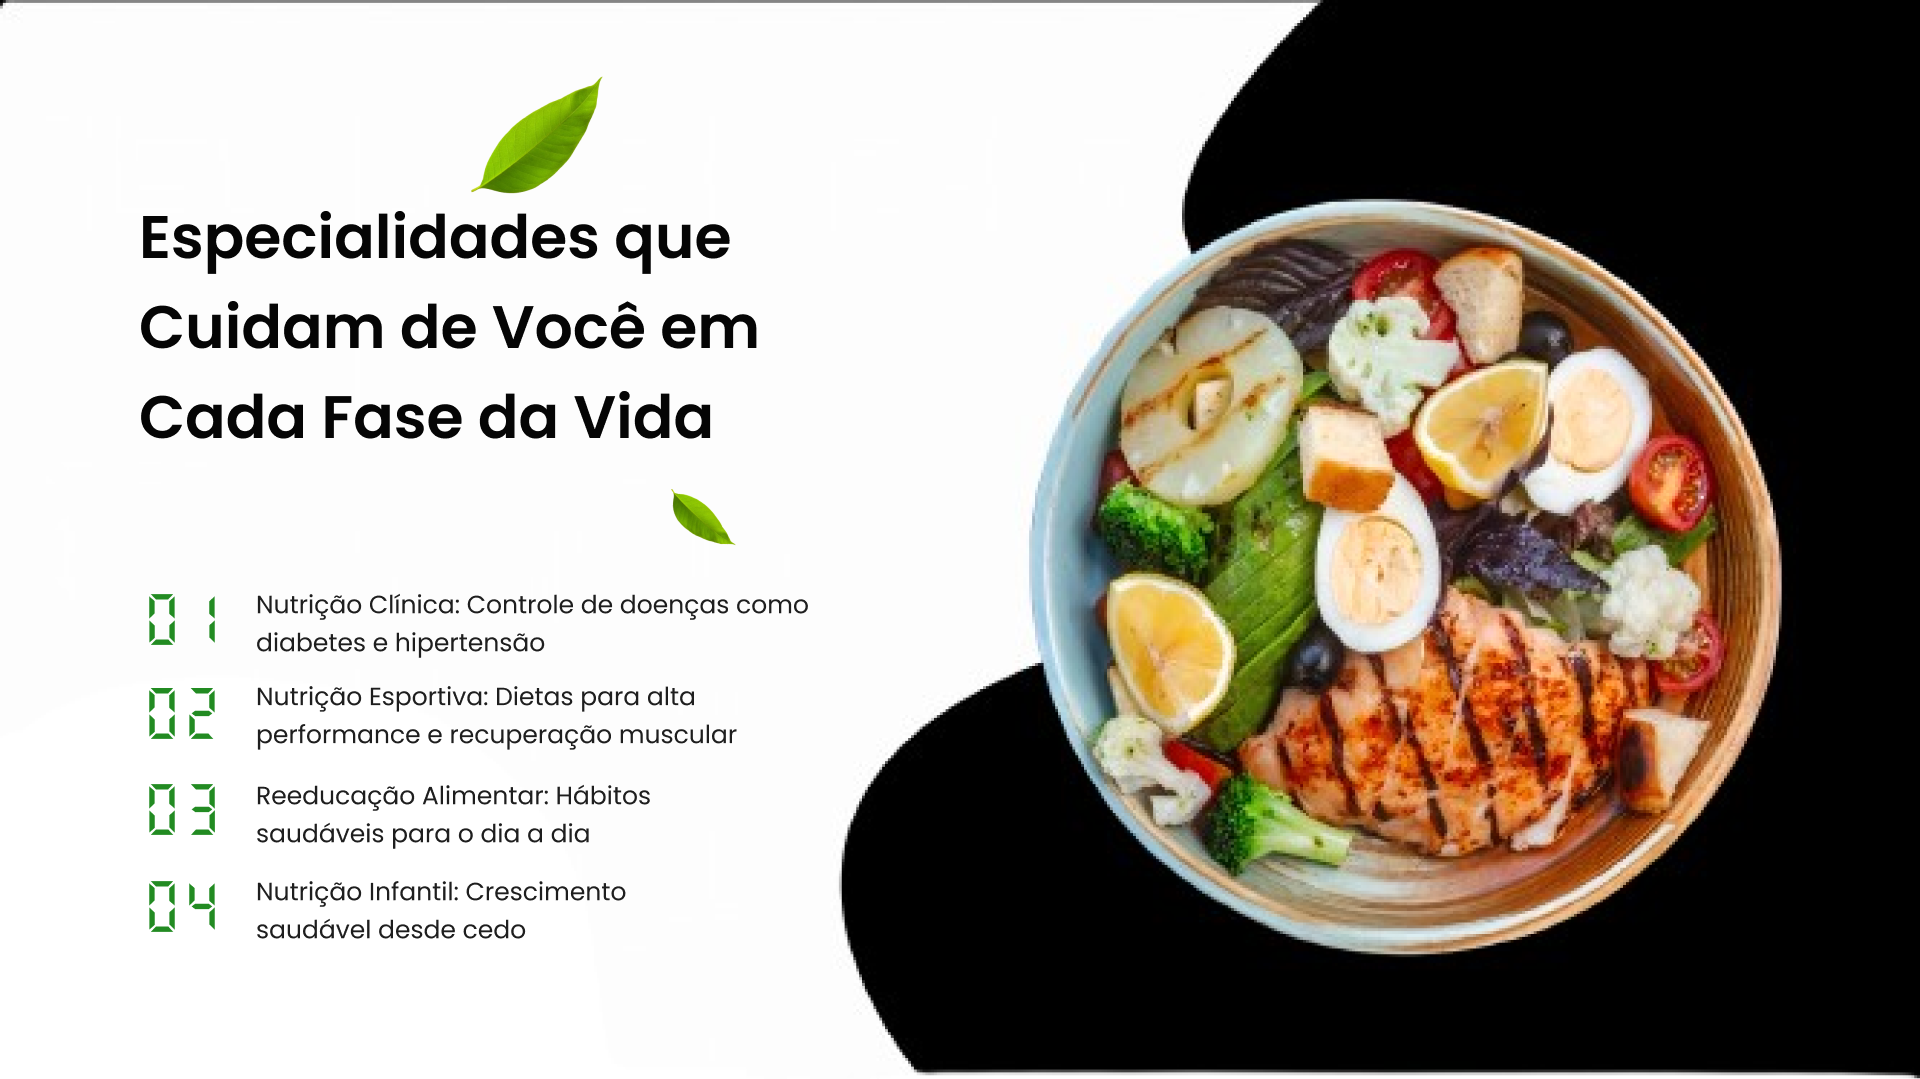 Especialidades que
Cuidam de Você em
Cada Fase da Vida
01 Nutrição Clínica: Controle de doenças como
diabetes e hipertensão
02 Nutrição Esportiva: Dietas para alta
performance e recuperação muscular
03 Reeducação Alimentar: Hábitos
saudáveis para o dia a dia
04 Nutrição Infantil: Crescimento
saudável desde cedo